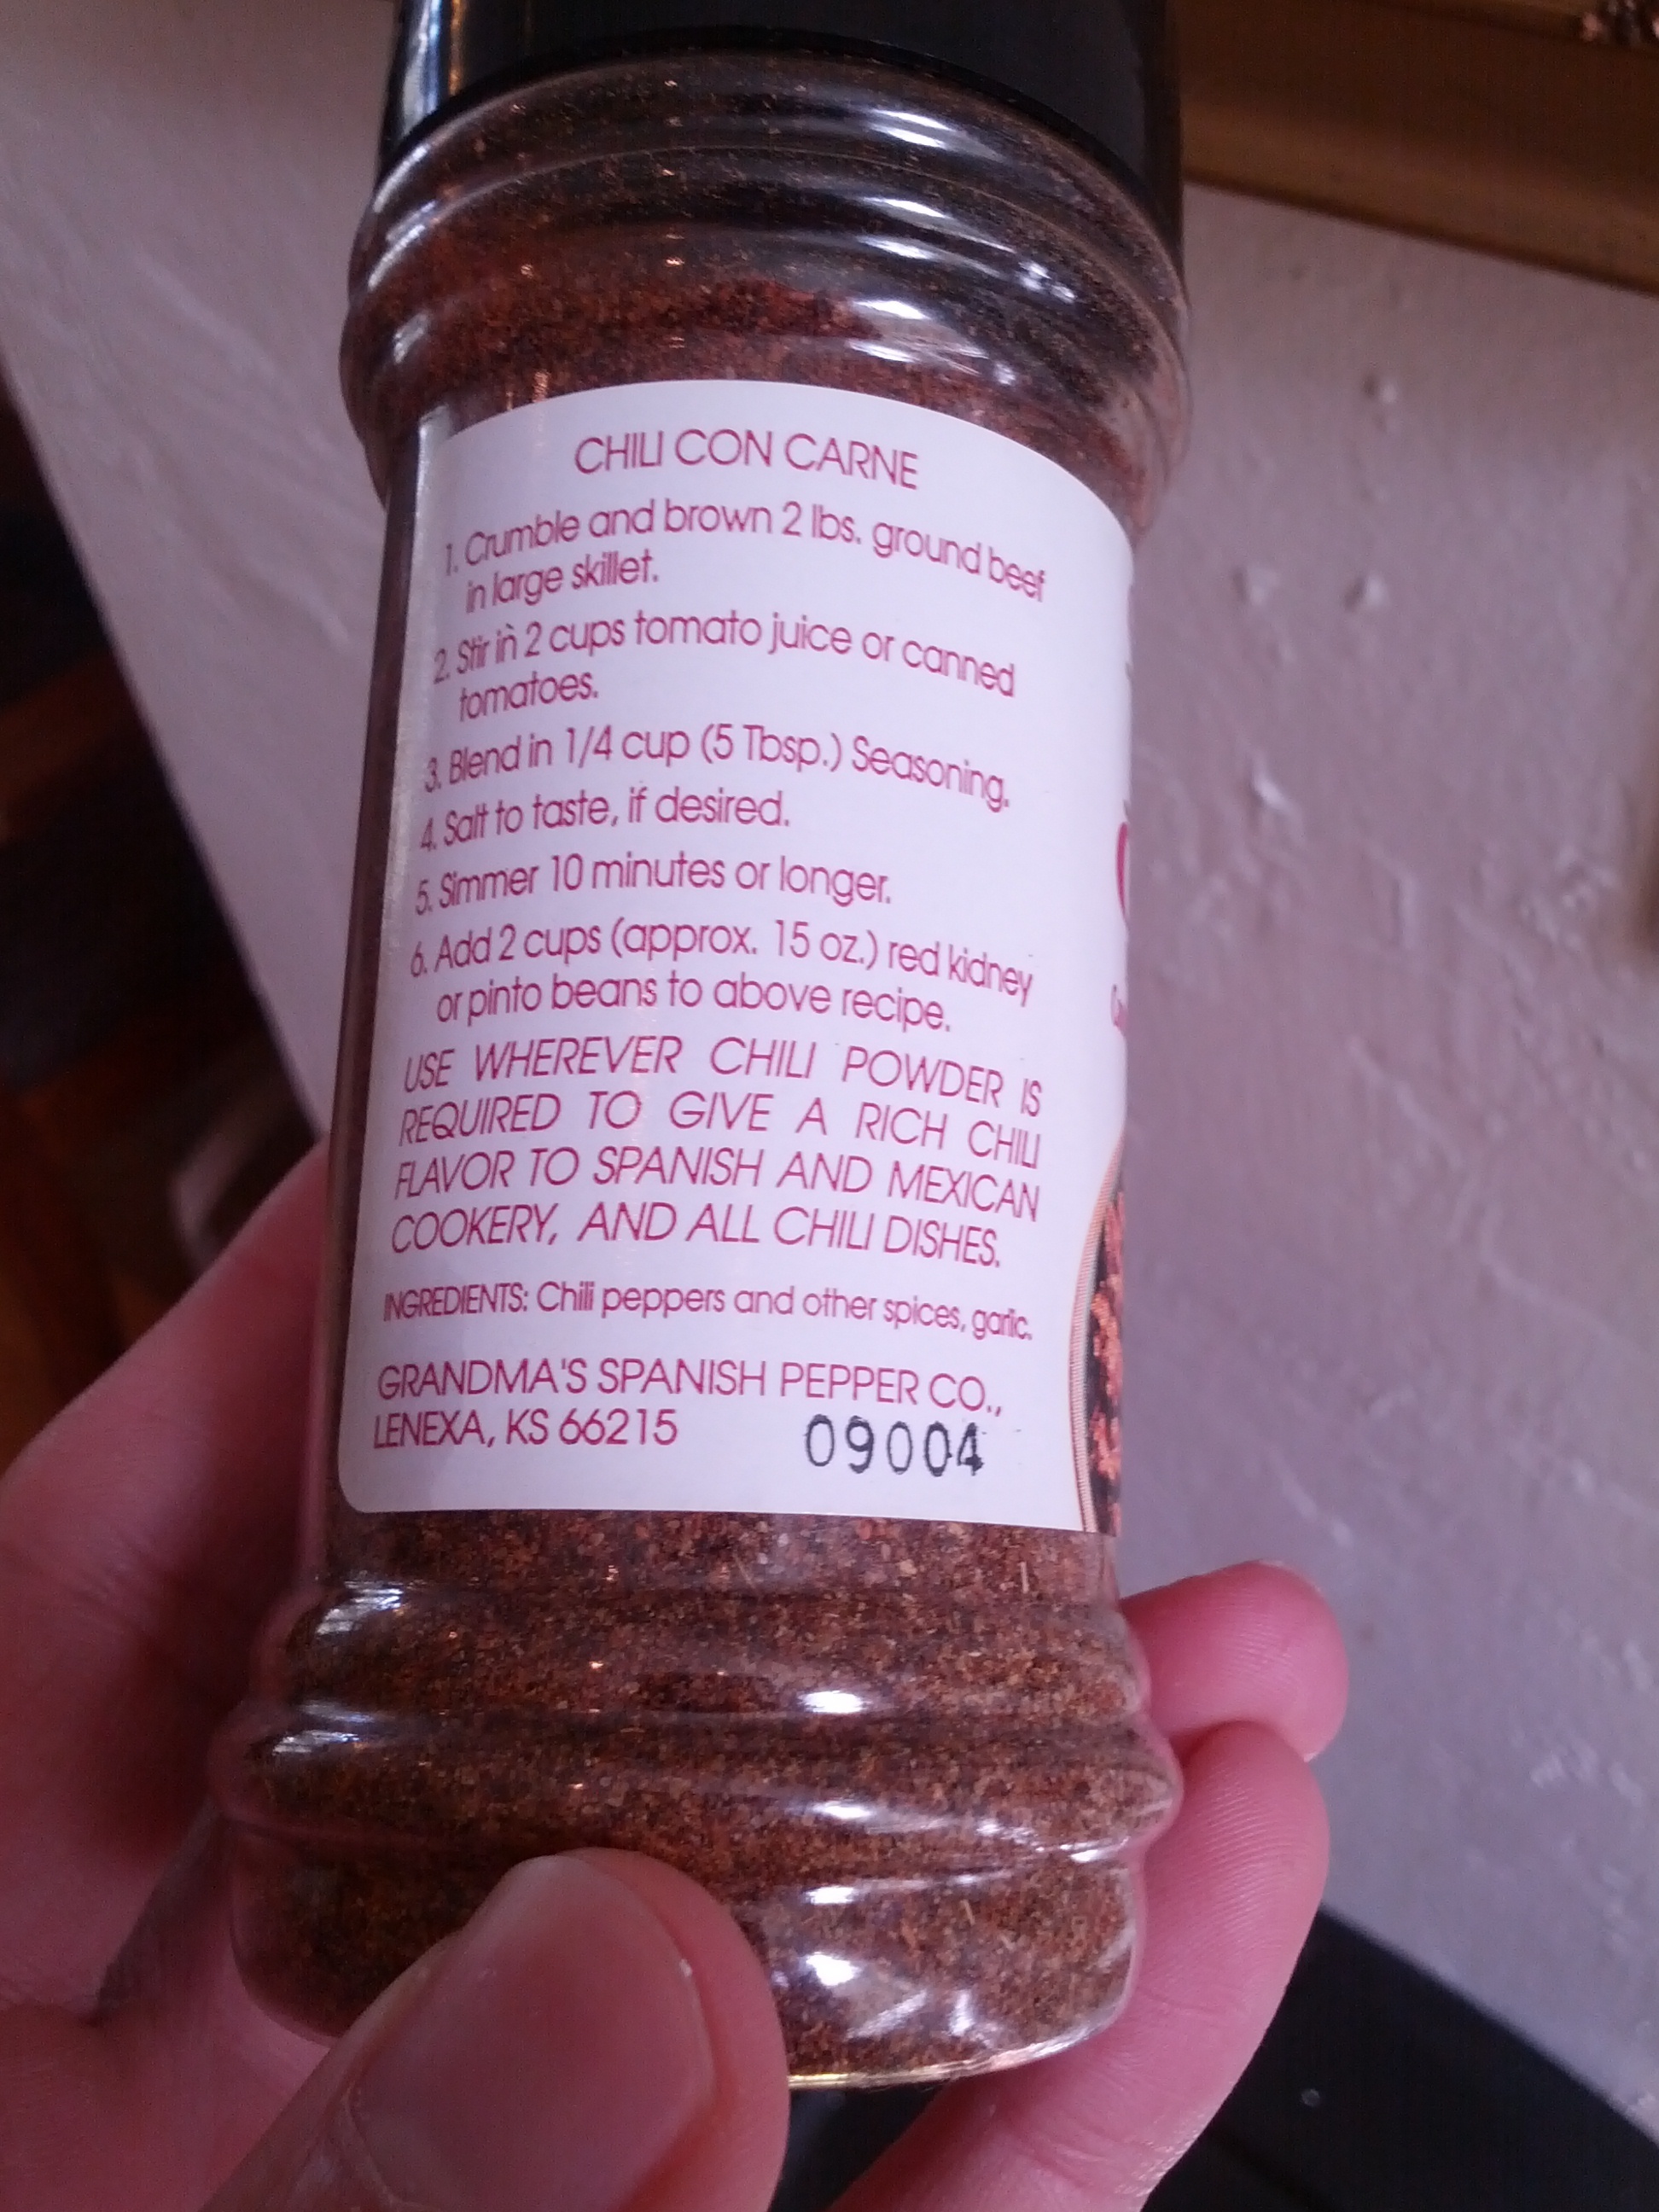 CHILI CON CARNE
1. Crumble and brown 2 lbs. ground beef
in large skillet.
2. Stir in 2 cups tomato juice or canned
tomatoes.
3. Blend in 1/4 cup (5 Tbsp.) Seasoning.
4. Salt to taste, if desired.
5. Simmer 10 minutes or longer.
6. Add 2 cups (approx. 15 oz.) red kidney
or pinto beans to above recipe.
USE WHEREVER CHILI POWDER IS
REQUIRED TO GIVE A RICH CHILI
FLAVOR TO SPANISH AND MEXICAN
COOKERY, AND ALL CHILI DISHES.
INGREDIENTS: Chili peppers and other spices, garlic.
GRANDMA'S SPANISH PEPPER CO.,
LENEXA, KS 66215 09004